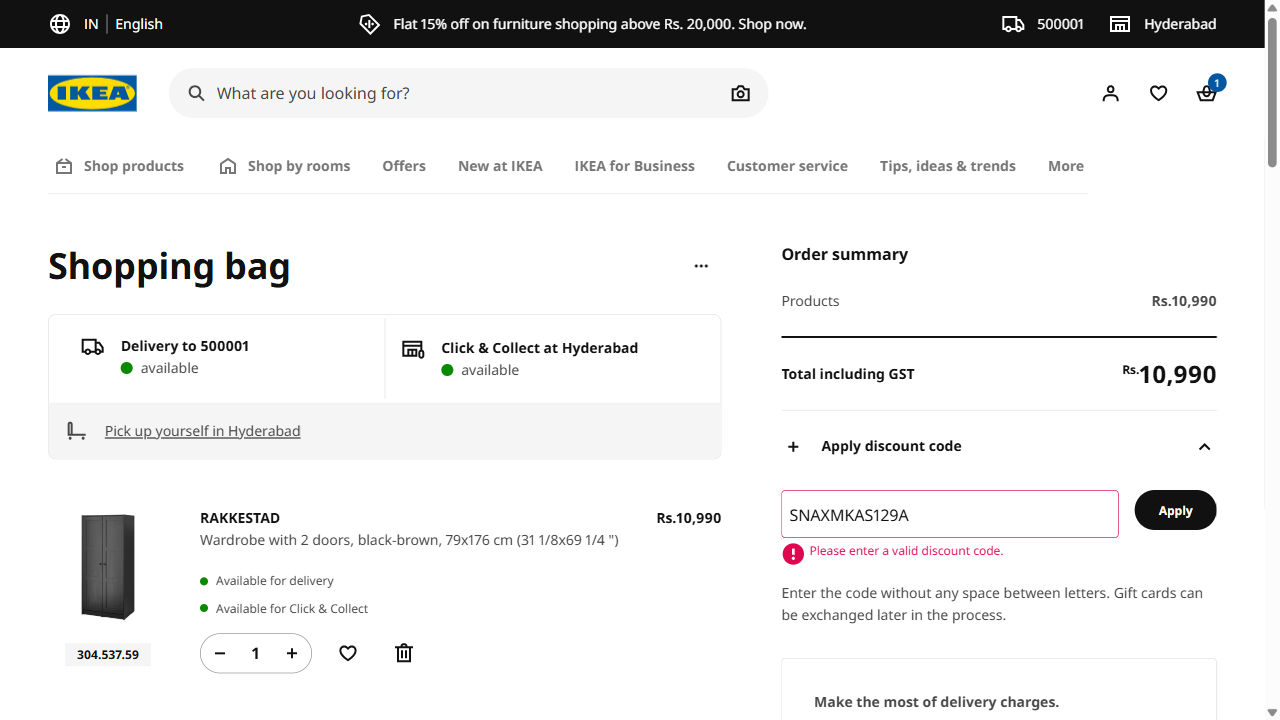 IN English
Flat 15% off on furniture shopping above Rs. 20,000. Shop now.
500001
Hyderabad
IKEA
What are you looking for?
1
Shop products
Shop by rooms
Offers
New at IKEA
IKEA for Business
Customer service
Tips, ideas & trends
More
Shopping bag
Delivery to 500001
available
Click & Collect at Hyderabad
available
Pick up yourself in Hyderabad
RAKKESTAD
Rs.10,990
Wardrobe with 2 doors, black-brown, 79x176 cm (31 1/8x69 1/4 ")
Available for delivery
Available for Click & Collect
304.537.59
1
Order summary
Products
Rs.10,990
Total including GST
Rs.10,990
Apply discount code
SNAXMKAS129A
Apply
Please enter a valid discount code.
Enter the code without any space between letters. Gift cards can
be exchanged later in the process.
Make the most of delivery charges.